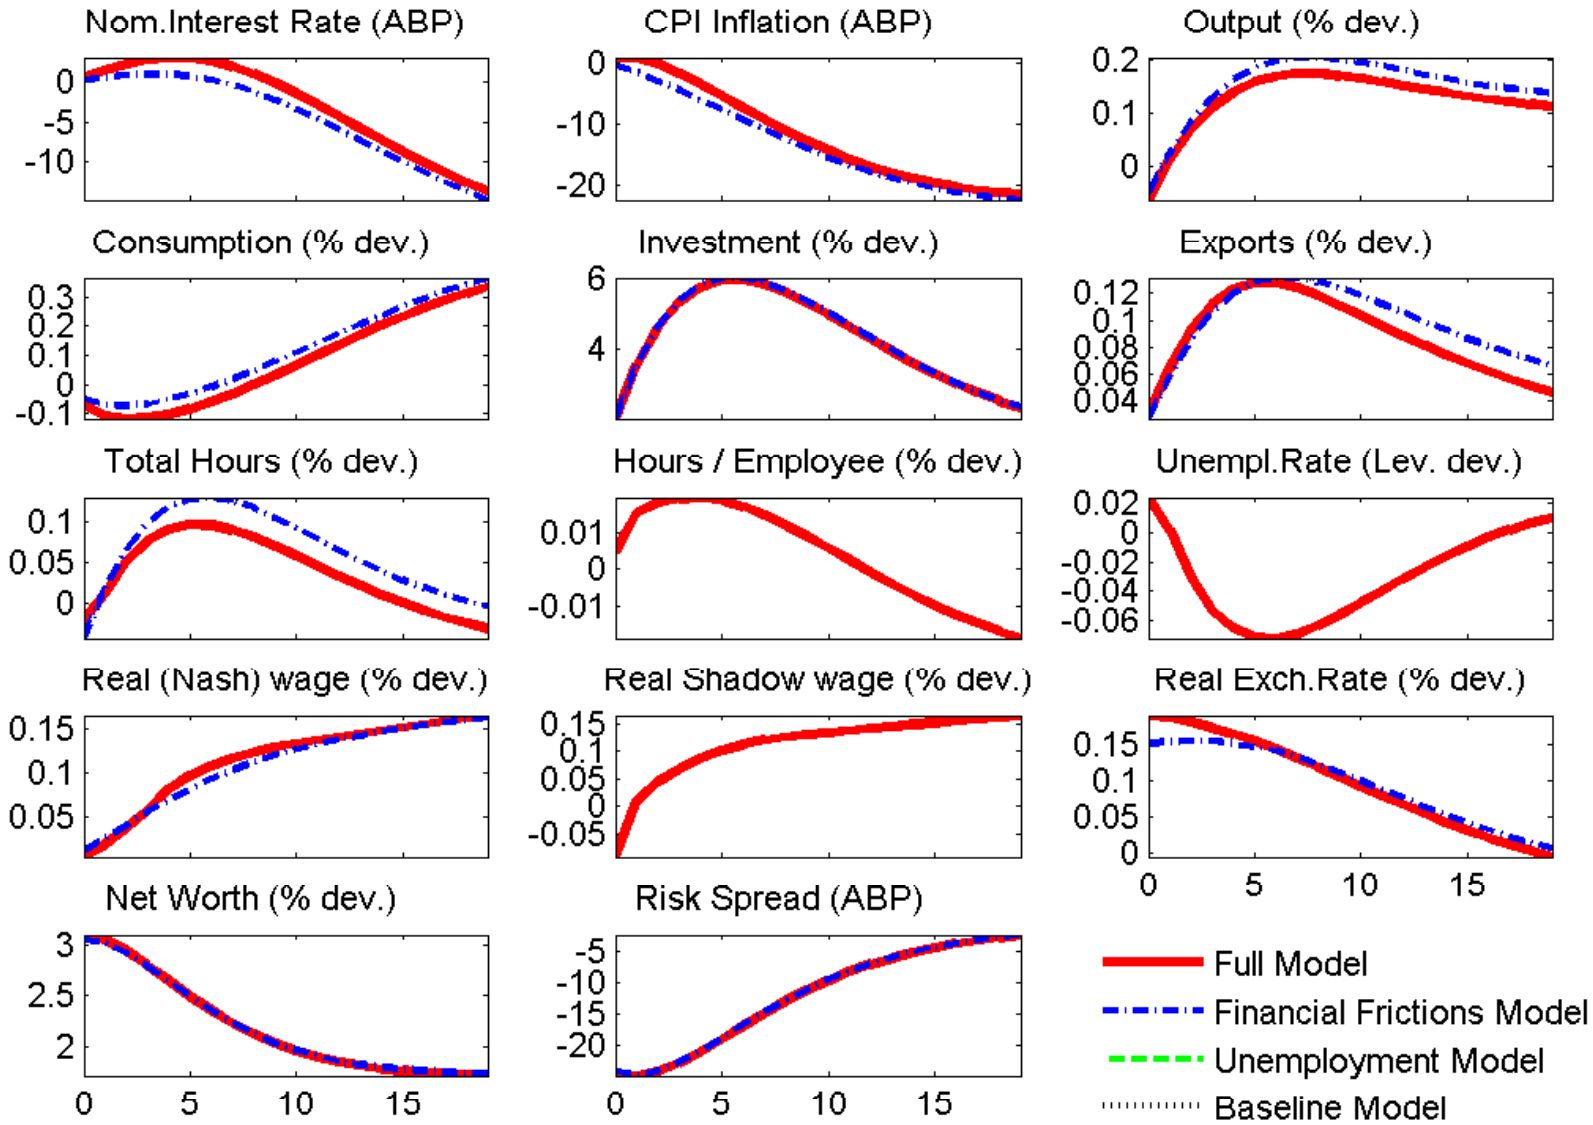 Nom.Interest Rate (ABP)
CPI Inflation (ABP)
Output (% dev.)
0
-5
-10
0
-10
-20
0.2
0.1
0
Consumption (% dev.)
Investment (% dev.)
Exports (% dev.)
0.3
0.2
0.1
0
-0.1
6
4
0.12
0.1
0.08
0.06
0.04
Total Hours (% dev.)
Hours / Employee (% dev.)
Unempl.Rate (Lev. dev.)
0.1
0.05
0
0.01
0
-0.01
0.02
0
-0.02
-0.04
-0.06
Real (Nash) wage (% dev.)
Real Shadow wage (% dev.)
Real Exch.Rate (% dev.)
0.15
0.1
0.05
0.15
0.1
0.05
0
-0.05
0.15
0.1
0.05
0
0 5 10 15
Net Worth (% dev.)
Risk Spread (ABP)
3
2.5
2
0 5 10 15
-5
-10
-15
-20
0 5 10 15
Full Model
Financial Frictions Model
Unemployment Model
Baseline Model